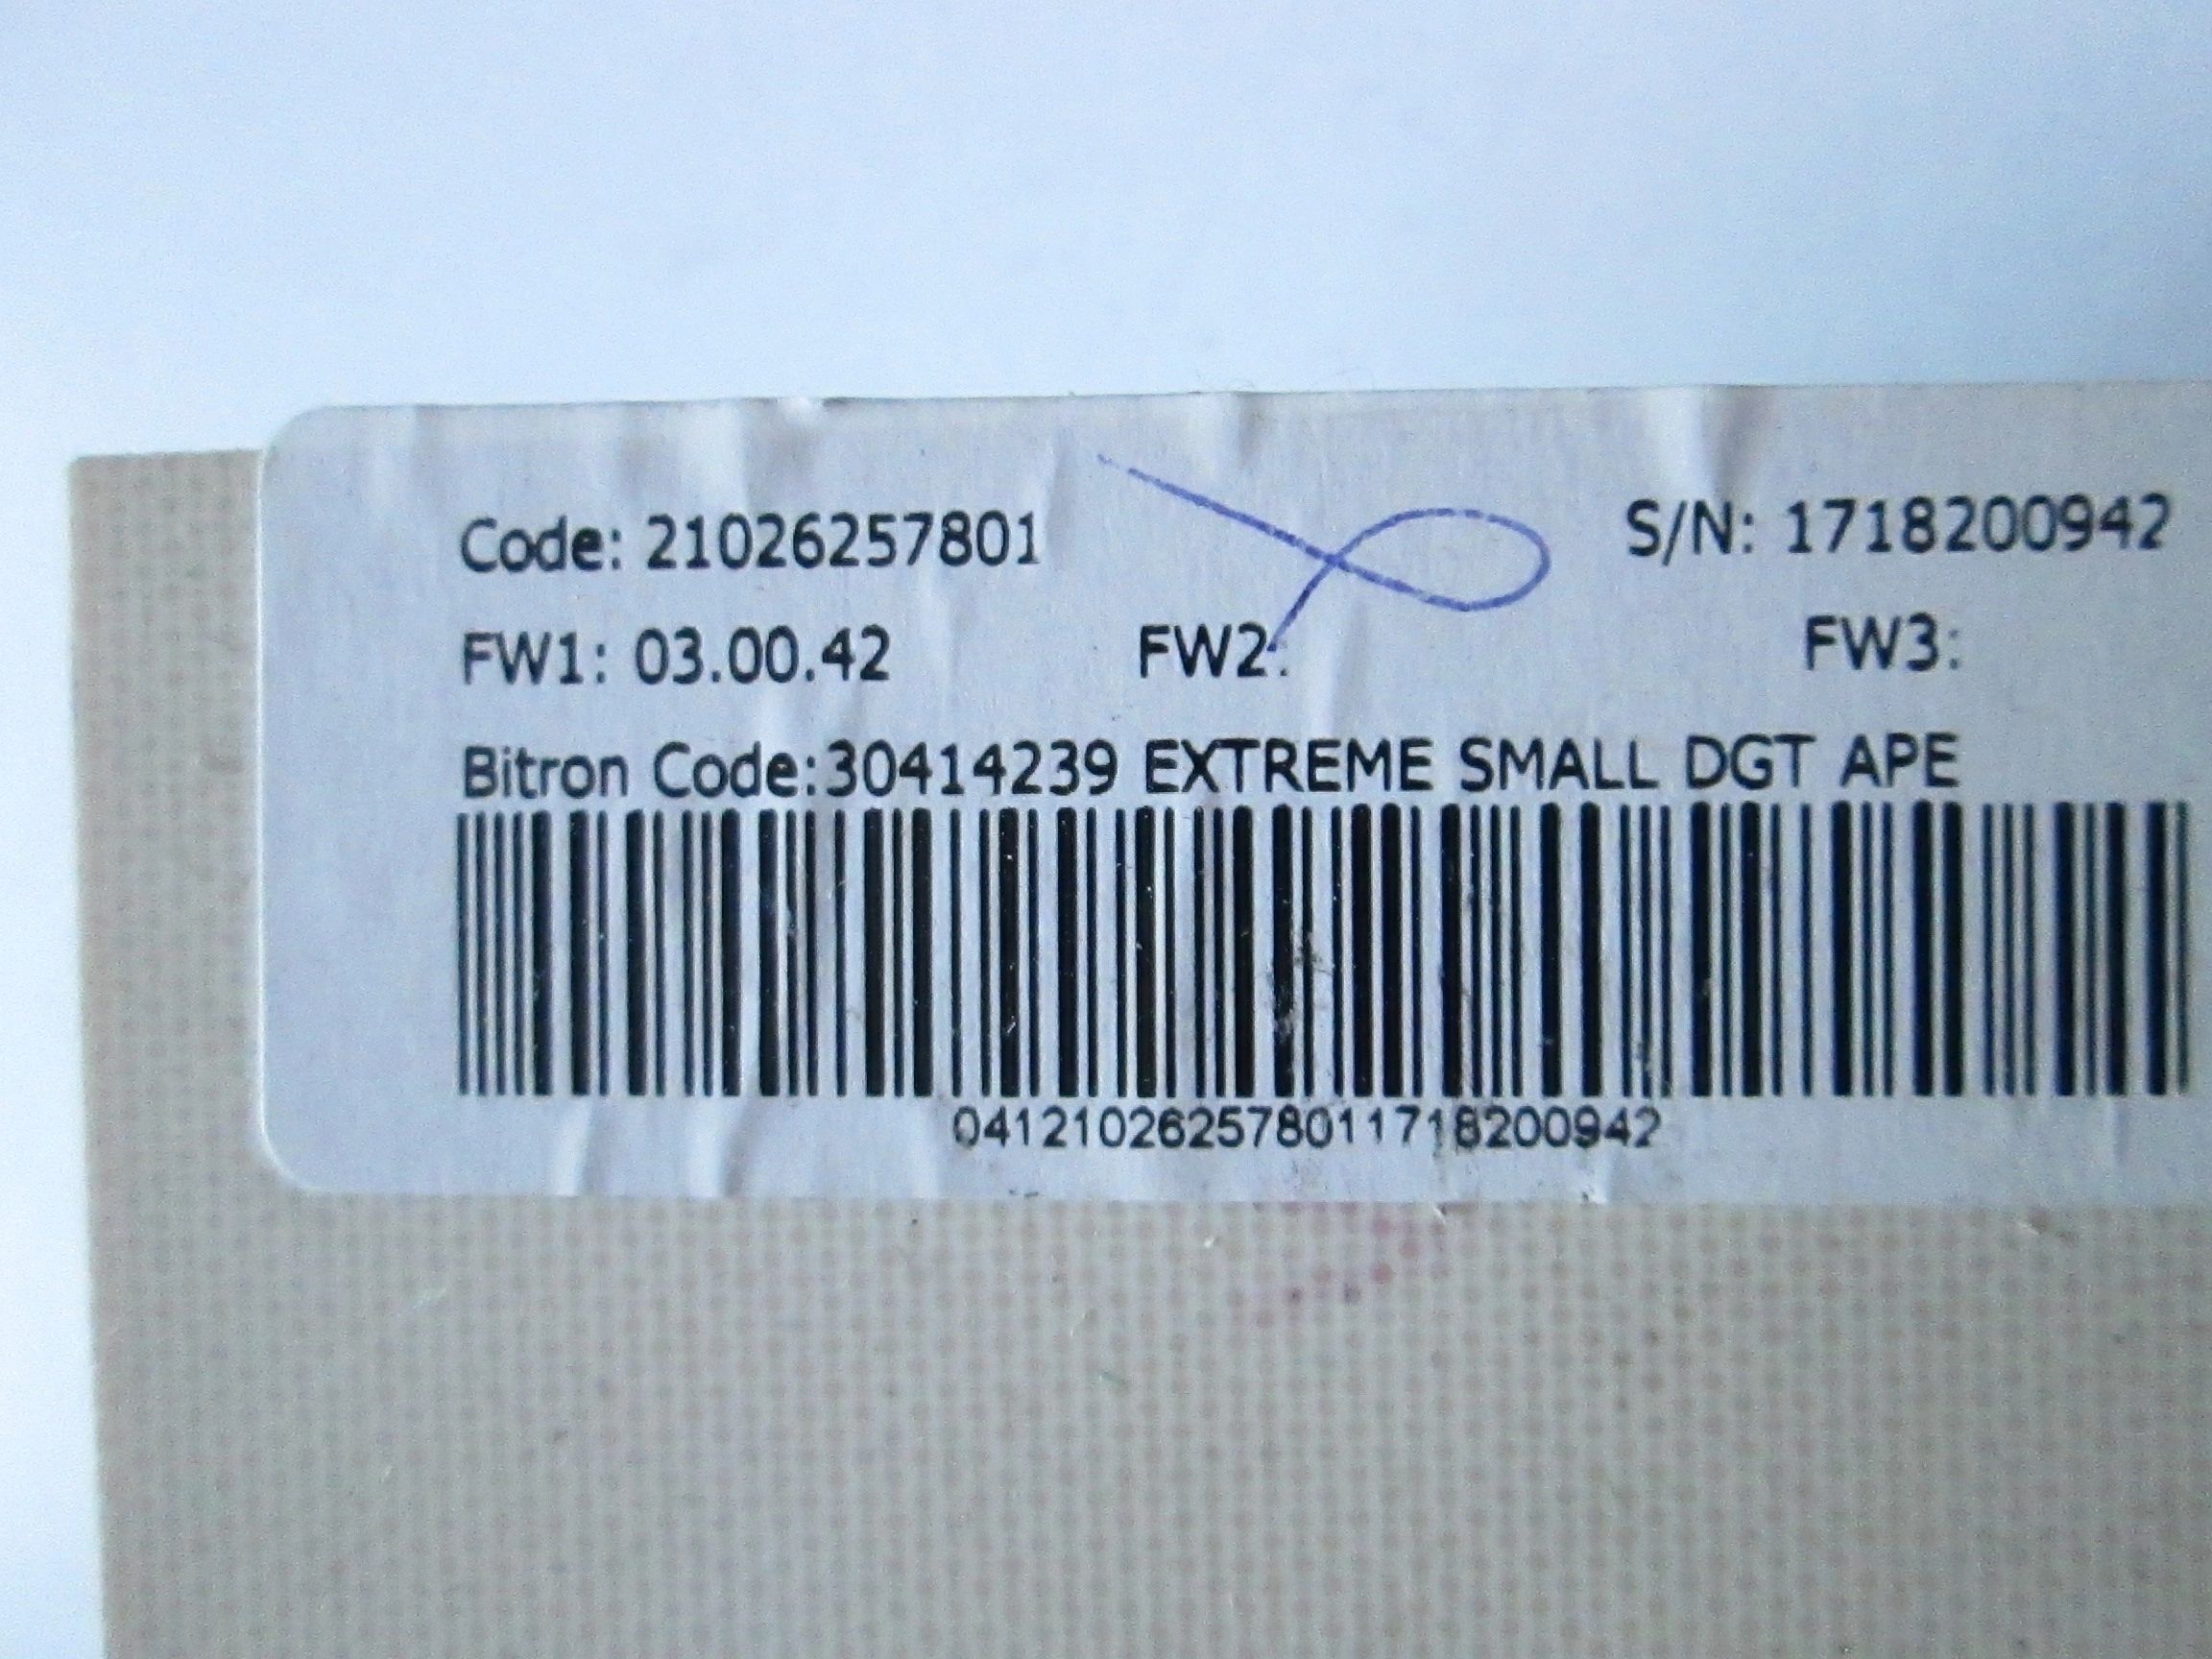 Code: 21026257801 S/N: 1718200942
FW1: 03.00.42 FW2: FW3:
Bitron Code:30414239 EXTREME SMALL DGT APE
041210262578011718200942